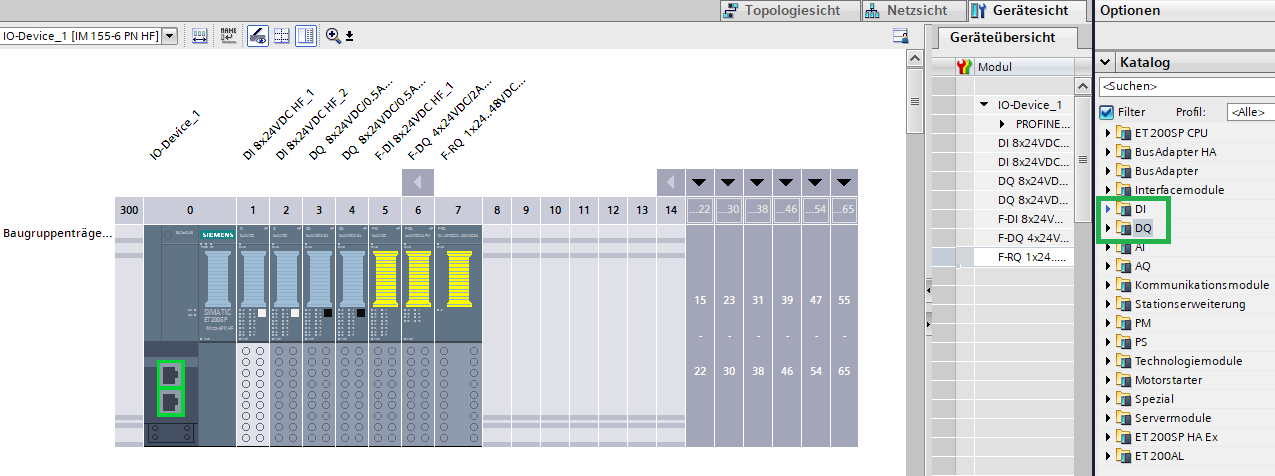 Topologiesicht
Netzsicht
Gerätesicht
Optionen
IO-Device_1 [IM 155-6 PN HF]
Geräteübersicht
Modul
Katalog
<Suchen>
Filter
Profil:
<Alle>
IO-Device_1
DI 8x24VDC HF_1
DI 8x24VDC HF_2
DQ 8x24VDC/0.5A...
DQ 8x24VDC/0.5A...
F-DI 8x24VDC HF_1
F-DQ 4x24VDC/2A...
F-RQ 1x24..48VDC...
300 0 1 2 3 4 5 6 7 8 9 10 11 12 13 14 ...22 ...30 ...38 ...46 ...54 ...65
Baugruppenträge...
SIEMENS
SIMATIC
ET 200SP
15 23 31 39 47 55
- - - - - -
22 30 38 46 54 65
IO-Device_1
PROFINE...
DI 8x24VDC...
DI 8x24VDC...
DQ 8x24VD...
DQ 8x24VD...
F-DI 8x24V...
F-DQ 4x24V...
F-RQ 1x24.....
ET 200SP CPU
BusAdapter HA
BusAdapter
Interfacemodule
DI
DQ
AI
AQ
Kommunikationsmodule
Stationserweiterung
PM
PS
Technologiemodule
Motorstarter
Spezial
Servermodule
ET 200SP HA Ex
ET 200AL